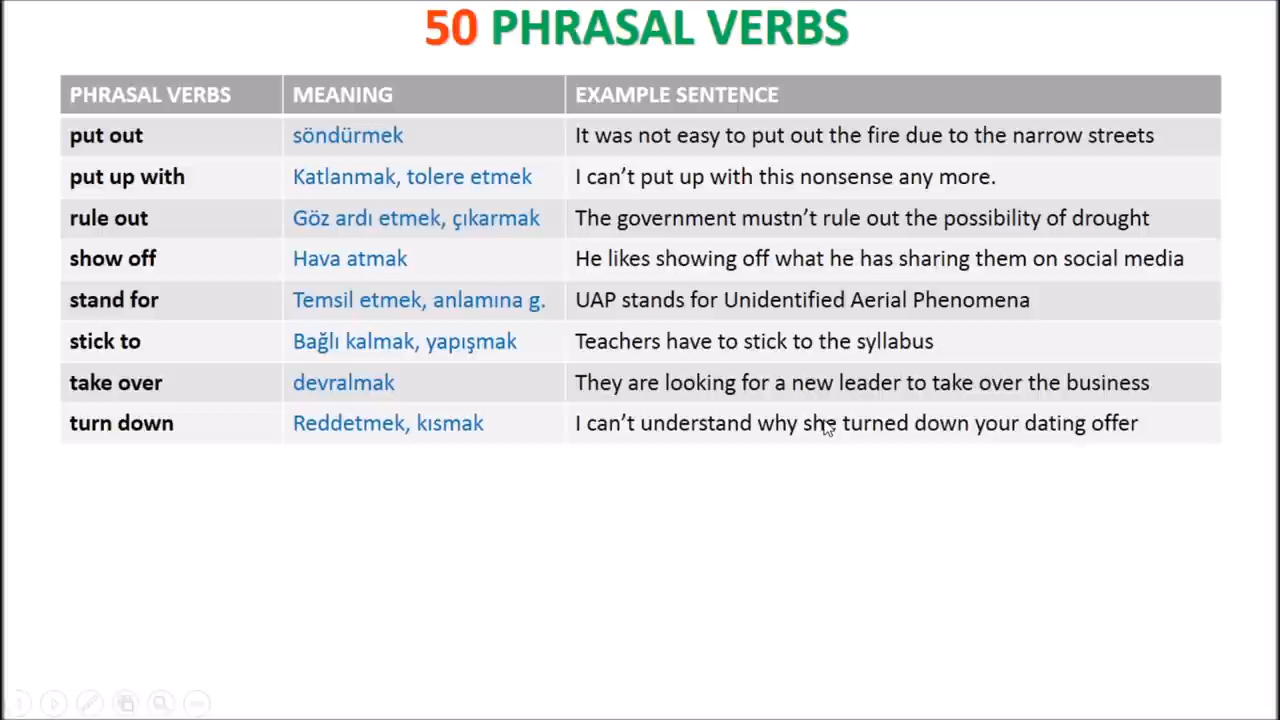 50 PHRASAL VERBS
PHRASAL VERBS MEANING EXAMPLE SENTENCE
put out söndürmek It was not easy to put out the fire due to the narrow streets
put up with Katlanmak, tolere etmek I can't put up with this nonsense any more.
rule out Göz ardı etmek, çıkarmak The government mustn't rule out the possibility of drought
show off Hava atmak He likes showing off what he has sharing them on social media
stand for Temsil etmek, anlamına g. UAP stands for Unidentified Aerial Phenomena
stick to Bağlı kalmak, yapışmak Teachers have to stick to the syllabus
take over devralmak They are looking for a new leader to take over the business
turn down Reddetmek, kısmak I can't understand why she turned down your dating offer